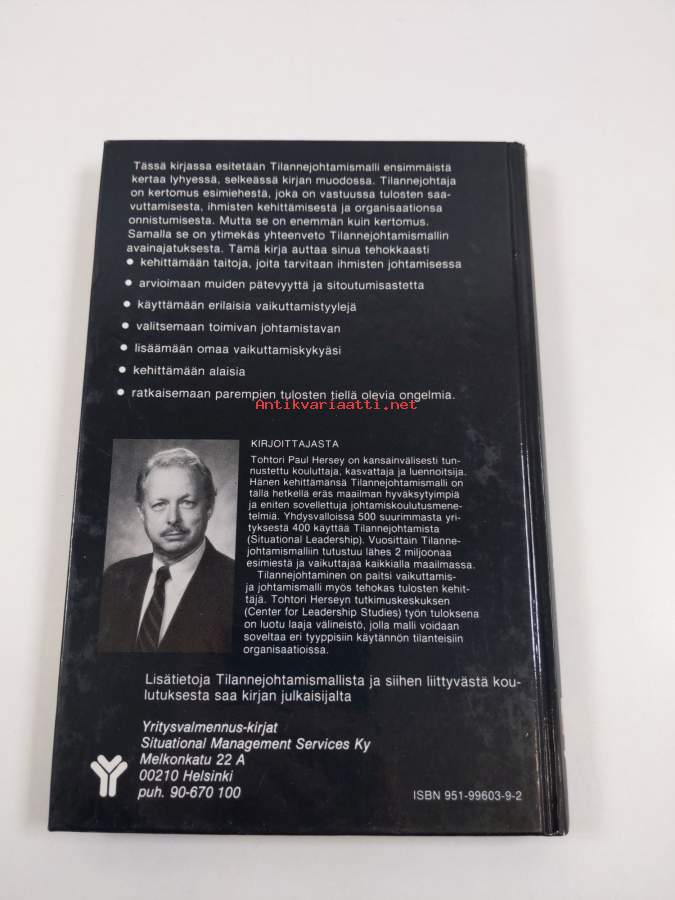 Tässä kirjassa esitetään Tilannejohtamismalli ensimmäistä
kertaa lyhyessä, selkeässä kirjan muodossa. Tilannejohtaja
on kertomus esimiehestä, joka on vastuussa tulosten saa-
vuttamisesta, ihmisten kehittämisestä ja organisaationsa
onnistumisesta. Mutta se on enemmän kuin kertomus.
Samalla se on ytimekäs yhteenveto Tilannejohtamismallin
avainajatuksesta. Tämä kirja auttaa sinua tehokkaasti
● kehittämään taitoja, joita tarvitaan ihmisten johtamisessa
● arvioimaan muiden pätevyyttä ja sitoutumisastetta
● käyttämään erilaisia vaikuttamistyylejä
● valitsemaan toimivan johtamistavan
● lisäämään omaa vaikuttamiskykyäsi
● kehittämään alaisia
● ratkaisemaan parempien tulosten tiellä olevia ongelmia.
Antikvariaatti.net
KIRJOITTAJASTA
Tohtori Paul Hersey on kansainvälisesti tun-
nustettu kouluttaja, kasvattaja ja luennoitsija.
Hänen kehittämänsä Tilannejohtamismalli on
tällä hetkellä eräs maailman hyväksytyimpiä
ja eniten sovellettuja johtamiskoulutusmene-
telmiä. Yhdysvalloissa 500 suurimmasta yri-
tyksestä 400 käyttää Tilannejohtamista
(Situational Leadership). Vuosittain Tilanne-
johtamismalliin tutustuu lähes 2 miljoonaa
esimiestä ja vaikuttajaa kaikkialla maailmassa.
Tilannejohtaminen on paitsi vaikuttamis-
ja johtamismalli myös tehokas tulosten kehit-
täjä. Tohtori Herseyn tutkimuskeskuksen
(Center for Leadership Studies) työn tuloksena
on luotu laaja välineistö, jolla malli voidaan
soveltaa eri tyyppisiin käytännön tilanteisiin
organisaatioissa.
Lisätietoja Tilannejohtamismallista ja siihen liittyvästä kou-
lutuksesta saa kirjan julkaisijalta
Yritysvalmennus-kirjat
Situational Management Services Ky
Melkonkatu 22 A
00210 Helsinki
puh. 90-670 100
ISBN 951-99603-9-2